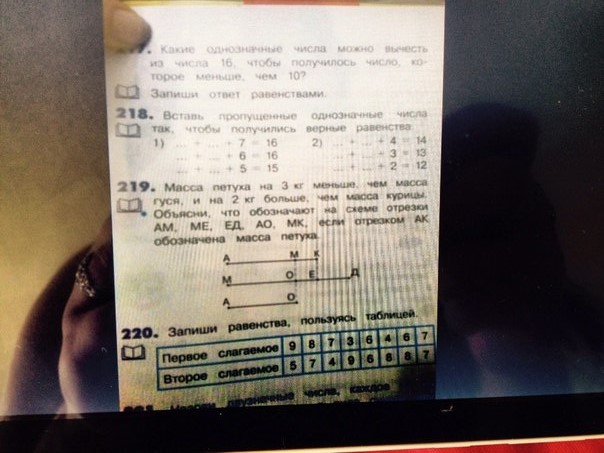 7. Какие однозначные числа можно вычесть
из числа 16, чтобы получилось число, ко-
торое меньше, чем 10?
Запиши ответ равенствами.
218. Вставь пропущенные однозначные числа
так, чтобы получились верные равенства:
1) ... + ... + 7 = 16 2) ... + ... + 4 = 14
... + ... + 6 = 16 ... + ... + 3 = 13
... + ... + 5 = 15 ... + ... + 2 = 12
219. Масса петуха на 3 кг меньше, чем масса
гуся, и на 2 кг больше, чем масса курицы.
Объясни, что обозначают на схеме отрезки
АМ, МЕ, ЕД, АО, МК, если отрезком АК
обозначена масса петуха.
А М К
М О Е Д
А О
220. Запиши равенства, пользуясь таблицей.
Первое слагаемое 9 8 7 3 6 4 6 7
Второе слагаемое 5 7 4 9 6 8 8 7
двузначные числа, каждое